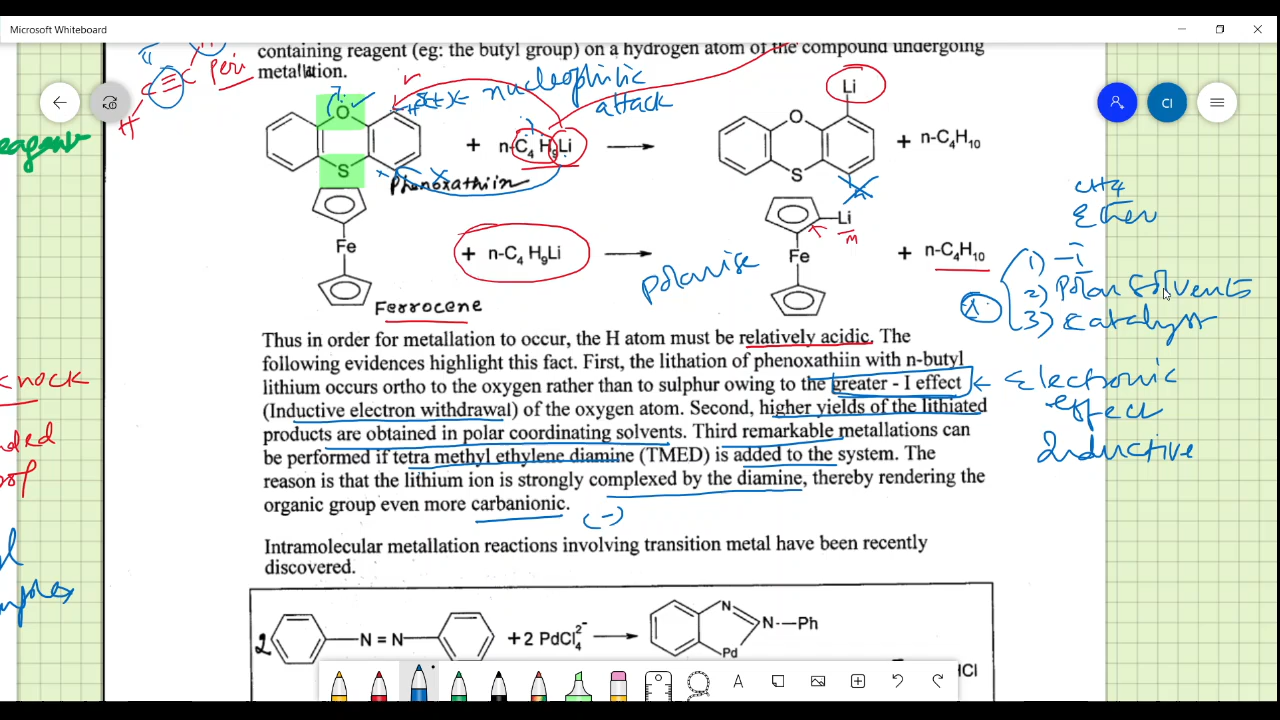 Microsoft Whiteboard
containing reagent (eg: the butyl group) on a hydrogen atom of the compound undergoing
metallation.
Peri
C≡C
H
reagent
nucleophilic
attack
O
S
Phenoxathiin
+ n-C4H9Li
Li
O
S
+ n-C4H10
Fe
Ferrocene
+ n-C4H9Li
polarise
Li
m
Fe
+ n-C4H10
CH4
Ether
1) -I
2) Polar Solvents
3) Catalyst
Thus in order for metallation to occur, the H atom must be relatively acidic. The
following evidences highlight this fact. First, the lithation of phenoxathiin with n-butyl
lithium occurs ortho to the oxygen rather than to sulphur owing to the greater - I effect
(Inductive electron withdrawal) of the oxygen atom. Second, higher yields of the lithiated
products are obtained in polar coordinating solvents. Third remarkable metallations can
be performed if tetra methyl ethylene diamine (TMED) is added to the system. The
reason is that the lithium ion is strongly complexed by the diamine, thereby rendering the
organic group even more carbanionic.
(-)
Electronic
effect
Inductive
knock
Intramolecular metallation reactions involving transition metal have been recently
discovered.
2
N = N
+ 2 PdCl4 2-
N
N - Ph
Pd
HCl
A